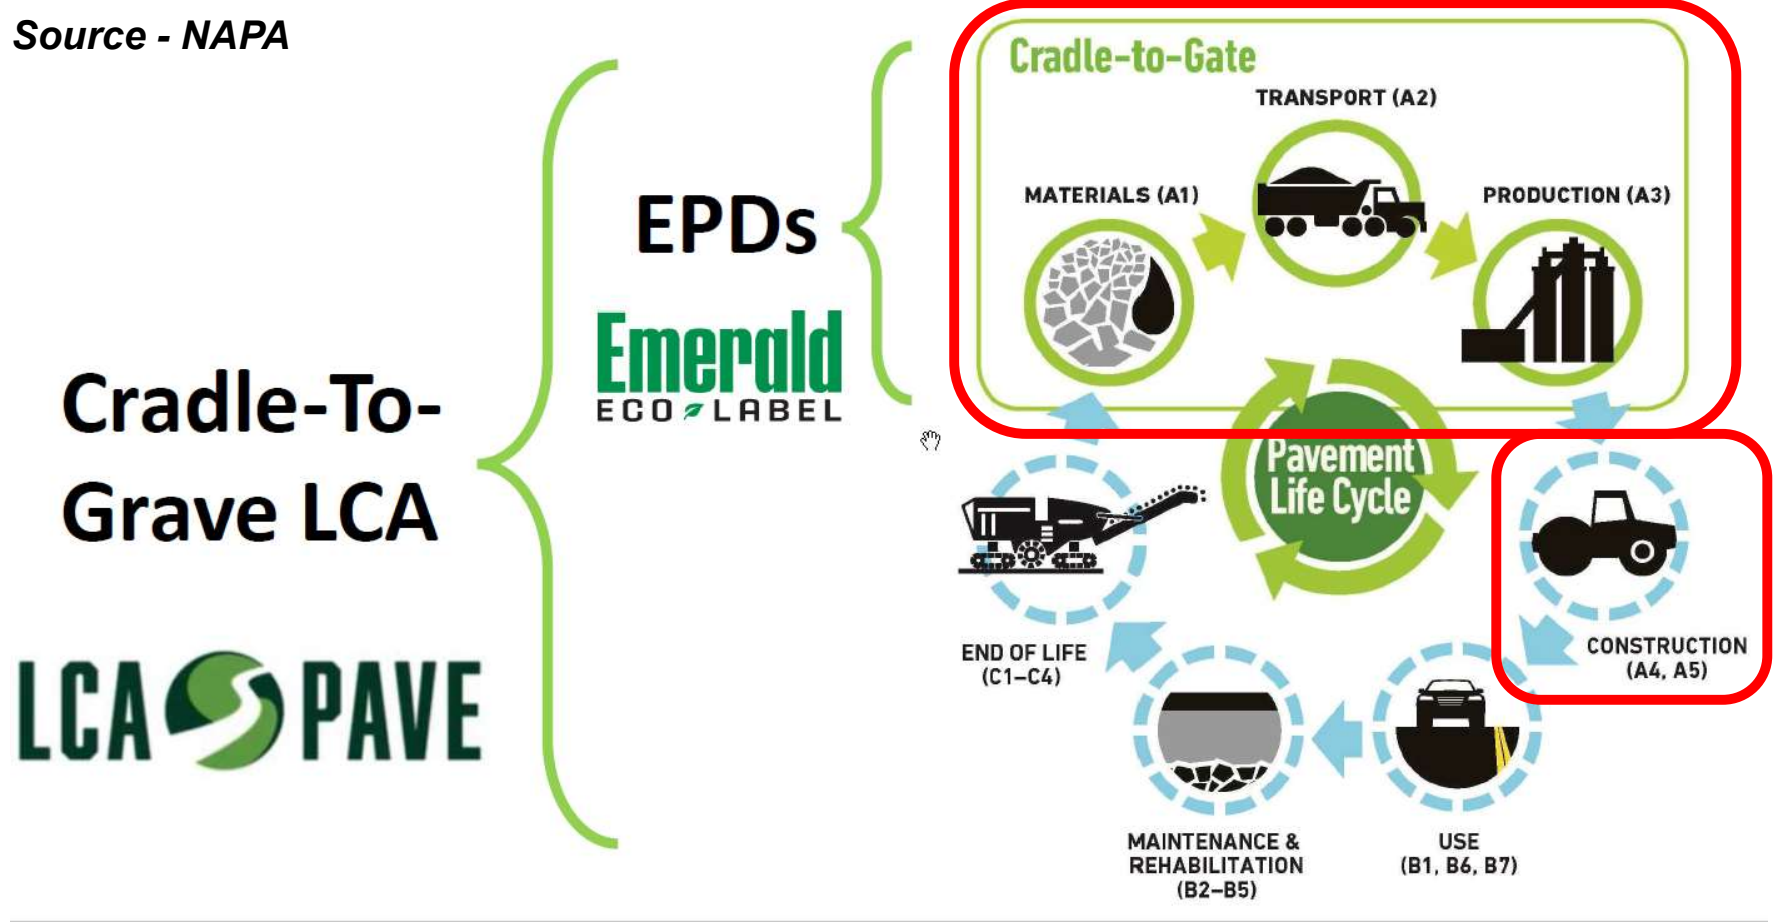 Source - NAPA
Cradle-to-Gate
TRANSPORT (A2)
MATERIALS (A1)
PRODUCTION (A3)
EPDs
Emerald
ECO LABEL
Cradle-To-
Grave LCA
LCA PAVE
Pavement
Life Cycle
CONSTRUCTION
(A4, A5)
END OF LIFE
(C1–C4)
MAINTENANCE &
REHABILITATION
(B2–B5)
USE
(B1, B6, B7)